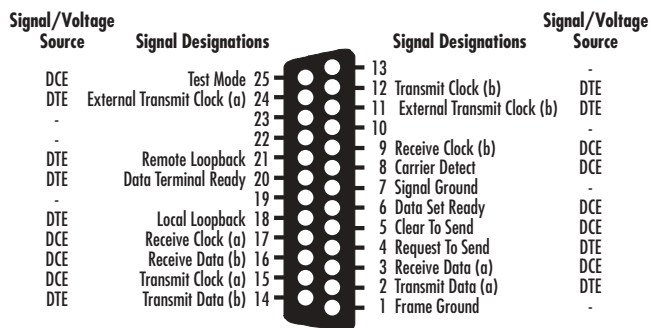 Signal/Voltage
Source Signal Designations
DCE Test Mode 25
DTE External Transmit Clock (a) 24
- 23
- 22
DTE Remote Loopback 21
DTE Data Terminal Ready 20
- 19
DTE Local Loopback 18
DCE Receive Clock (a) 17
DCE Receive Data (b) 16
DCE Transmit Clock (a) 15
DTE Transmit Data (b) 14
Signal/Voltage
Signal Designations Source
13 -
12 Transmit Clock (b) DTE
11 External Transmit Clock (b) DTE
10 -
9 Receive Clock (b) DCE
8 Carrier Detect DCE
7 Signal Ground -
6 Data Set Ready DCE
5 Clear To Send DCE
4 Request To Send DTE
3 Receive Data (a) DCE
2 Transmit Data (a) DTE
1 Frame Ground -